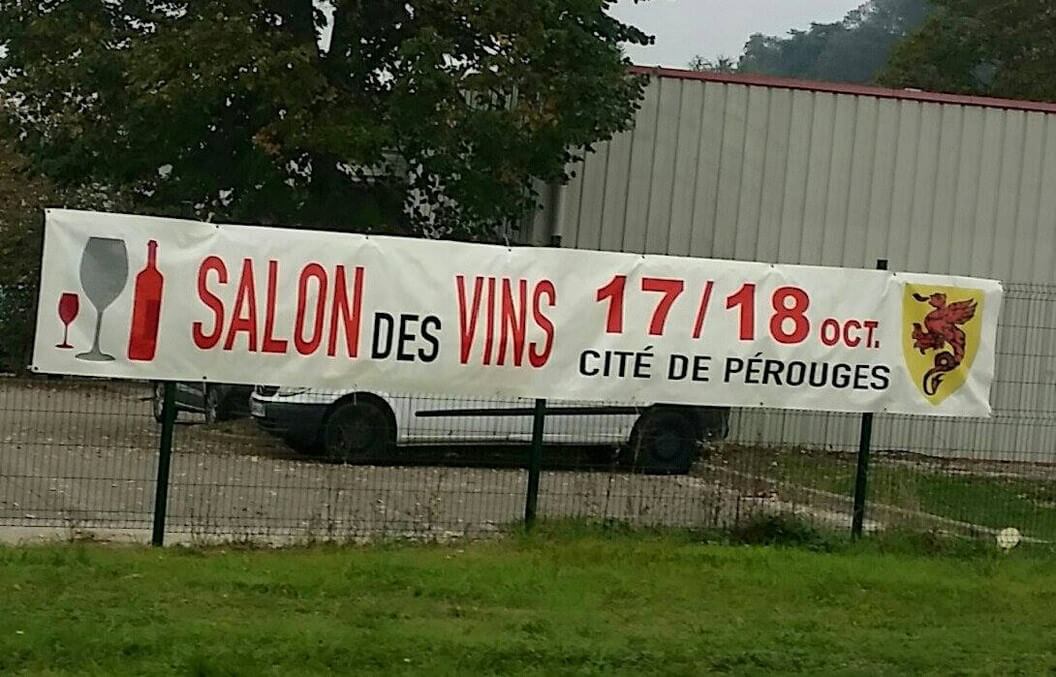 SALON DES VINS 17/18 OCT.
CITÉ DE PÉROUGES